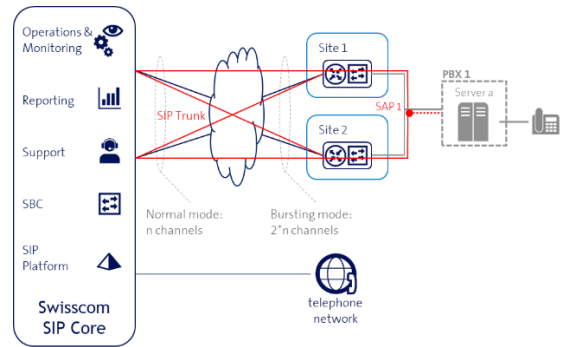 Operations &
Monitoring
Reporting
Support
SBC
SIP
Platform
Swisscom
SIP Core
SIP Trunk
Normal mode:
n channels
Bursting mode:
2*n channels
Site 1
Site 2
SAP 1
PBX 1
Server a
telephone
network